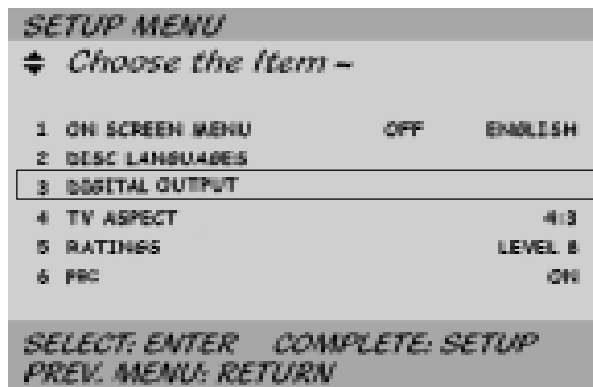 SETUP MENU
Choose the Item ~
1 ON SCREEN MENU OFF ENGLISH
2 DISC LANGUAGES
3 DIGITAL OUTPUT
4 TV ASPECT 4:3
5 RATINGS LEVEL 8
6 PBC ON
SELECT: ENTER COMPLETE: SETUP
PREV. MENU: RETURN